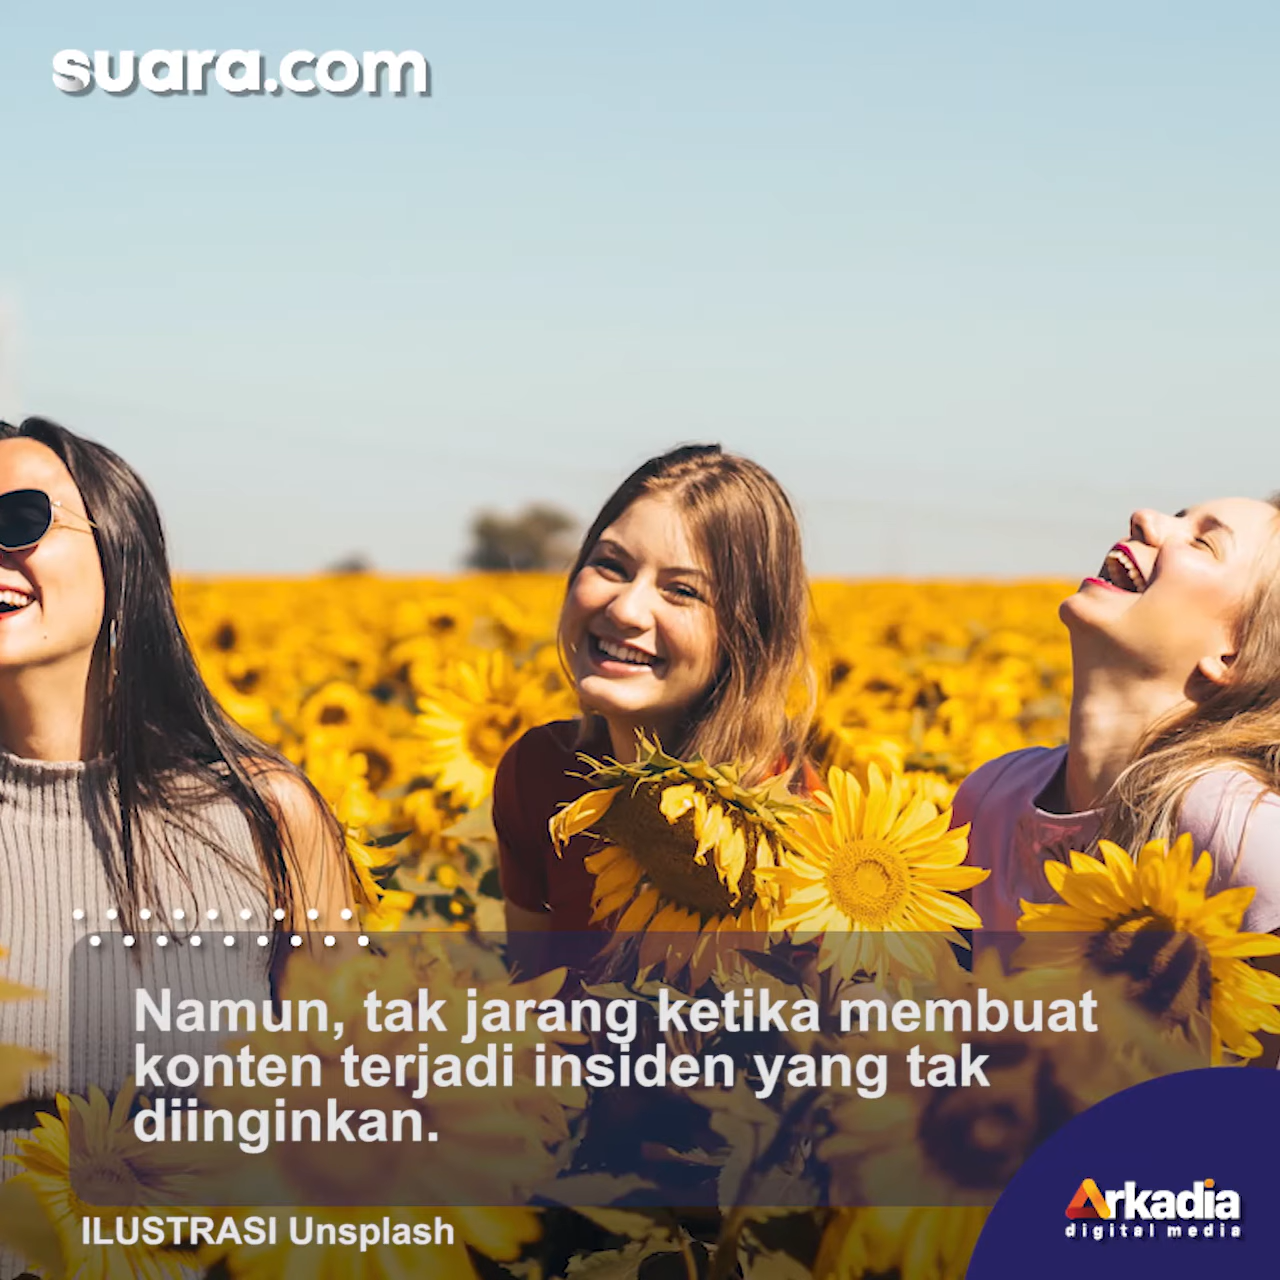 suara.com
Namun, tak jarang ketika membuat
konten terjadi insiden yang tak
diinginkan.
ILUSTRASI Unsplash
Arkadia
digital media